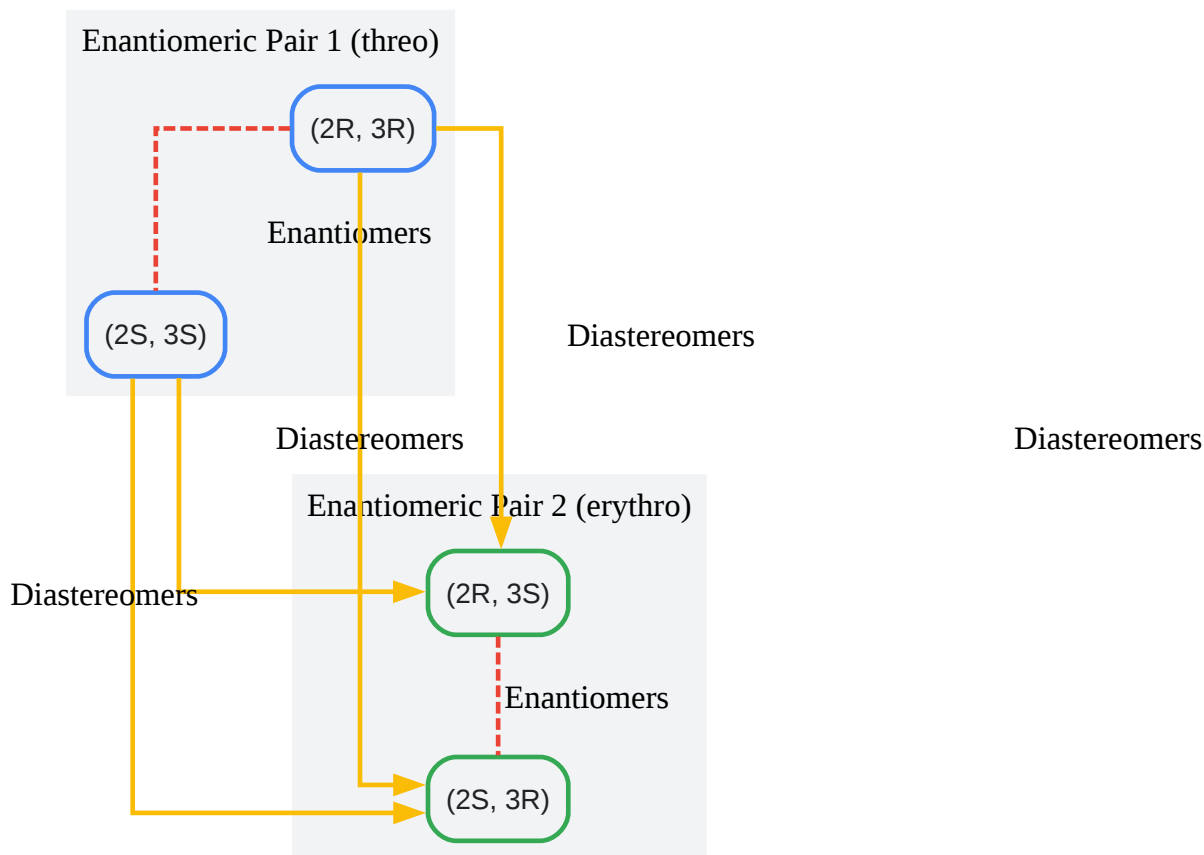 Enantiomeric Pair 1 (threo)
(2R, 3R)
Enantiomers
(2S, 3S)
Diastereomers
Diastereomers
Diastereomers
Enantiomeric Pair 2 (erythro)
(2R, 3S)
Diastereomers
Enantiomers
(2S, 3R)